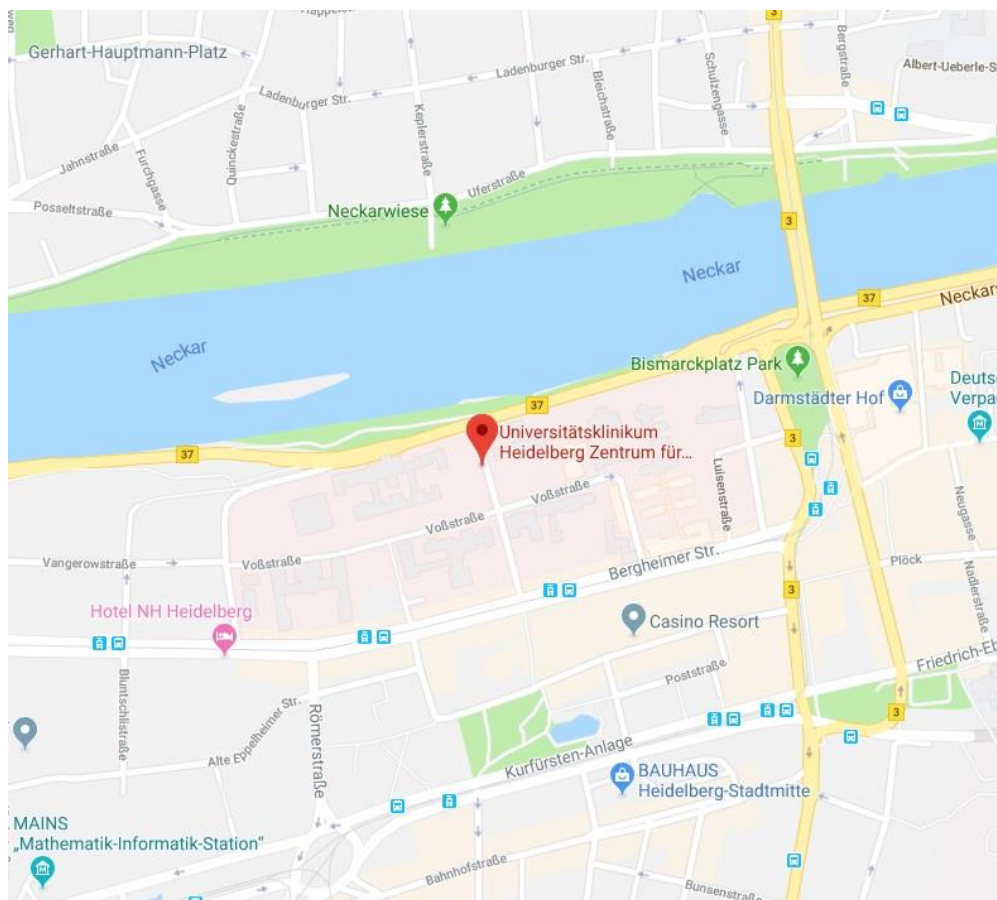 3
Gerhart-Hauptmann-Platz
Ladenburger Str.
Bergstraße
Albert-Ueberle-S
Ladenburger Str.
Bleichstraße
Schulzengasse
Keplerstraße
Quinckestraße
Jahnstraße
Furchgasse
Uferstraße
Posseltstraße
Neckarwiese
3
Neckar
37
Neckars
Neckar
Bismarckplatz Park
Darmstädter Hof
Deutsc
Verpa
37
Universitätsklinikum
Heidelberg Zentrum für...
37
3
Luisenstraße
Voßstraße
Voßstraße
Neugasse
Vangerowstraße
Voßstraße
Bergheimer Str.
Plöck
Nadlerstraße
3
Hotel NH Heidelberg
Casino Resort
Friedrich-Eb
Poststraße
Bluntschlistraße
Römerstraße
3
Alte Eppelheimer Str.
Kurfürsten-Anlage
BAUHAUS
Heidelberg-Stadtmitte
MAINS
„Mathematik-Informatik-Station"
Bahnhofstraße
Bunsenstraße